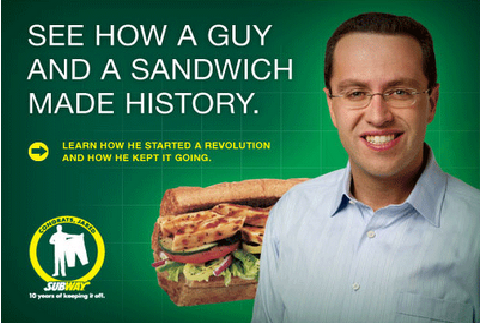 SEE HOW A GUY
AND A SANDWICH
MADE HISTORY.
LEARN HOW HE STARTED A REVOLUTION
AND HOW HE KEPT IT GOING.
CONGRATS, JARED
SUBWAY
10 years of keeping it off.